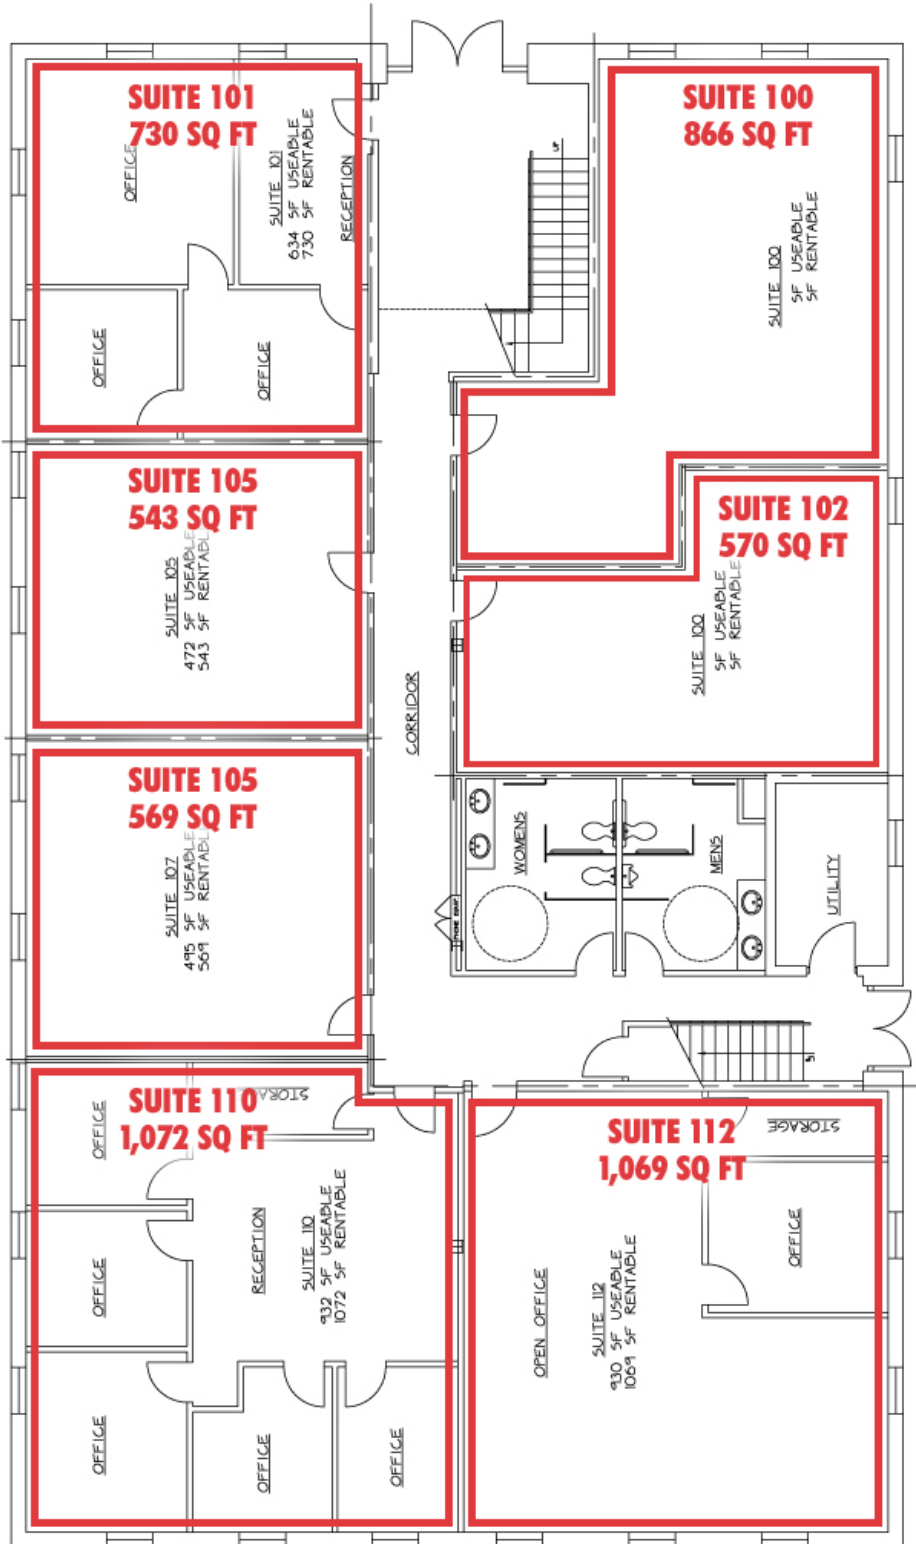 SUITE 101
730 SQ FT
OFFICE
SUITE 101
634 SF USEABLE
730 SF RENTABLE
RECEPTION
OFFICE
OFFICE
SUITE 100
866 SQ FT
SUITE 100
SF USEABLE
SF RENTABLE
SUITE 105
543 SQ FT
SUITE 105
472 SF USEABLE
543 SF RENTABL
SUITE 102
570 SQ FT
SUITE 100
SF USEABLE
SF RENTABLE
CORRIDOR
SUITE 105
569 SQ FT
SUITE 107
495 SF USEABLE
569 SF RENTABL
WOMENS
MENS
UTILITY
SUITE 110
1,072 SQ FT
STORA
OFFICE
RECEPTION
SUITE 110
932 SF USEABLE
1072 SF RENTABLE
OFFICE
OFFICE
OFFICE
OFFICE
SUITE 112
1,069 SQ FT
STORAGE
OFFICE
OPEN OFFICE
SUITE 112
930 SF USEABLE
1069 SF RENTABLE